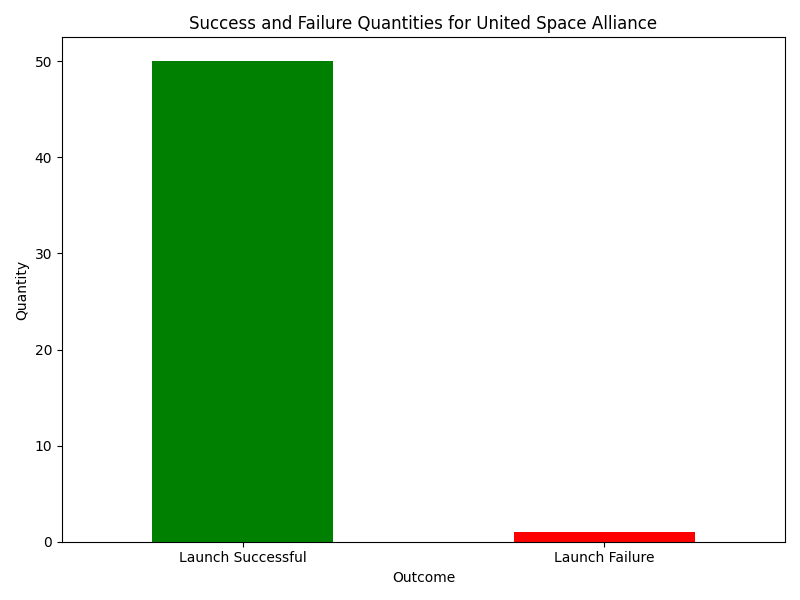 Success and Failure Quantities for United Space Alliance
Quantity
50
40
30
20
10
0
Launch Successful
Launch Failure
Outcome